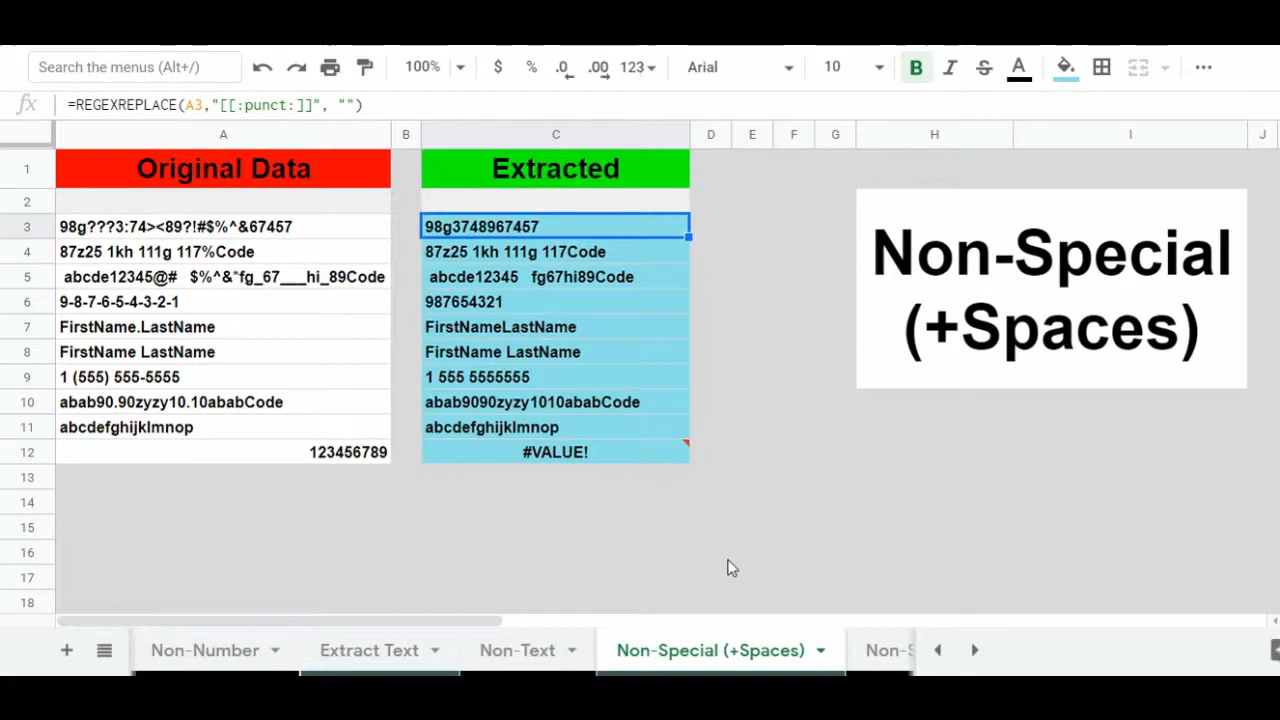 Search the menus (Alt+/) 100% $ % .0 .00 123 Arial 10 B I S A
fx =REGEXREPLACE(A3,"[[:punct:]]", "")
A B C D E F G H I J
1 Original Data Extracted
2
3 98g???3:74><89?!#$%^&67457 98g3748967457
4 87z25 1kh 111g 117%Code 87z25 1kh 111g 117Code
5 abcde12345@#   $%^&*fg_67___hi_89Code abcde12345   fg67hi89Code
6 9-8-7-6-5-4-3-2-1 987654321
7 FirstName.LastName FirstNameLastName
8 FirstName LastName FirstName LastName
9 1 (555) 555-5555 1 555 5555555
10 abab90.90zyzy10.10ababCode abab9090zyzy1010ababCode
11 abcdefghijklmnop abcdefghijklmnop
12 123456789 #VALUE!
13
14
15
16
17
18
Non-Special
(+Spaces)
Non-Number Extract Text Non-Text Non-Special (+Spaces) Non-S